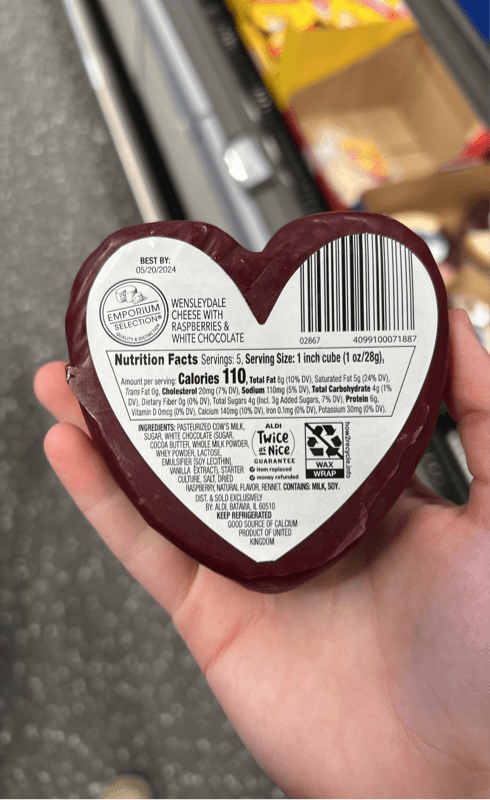 BEST BY:
05/20/2024
EMPORIUM
SELECTION®
QUALITY & DISTINCTION
WENSLEYDALE
CHEESE WITH
RASPBERRIES &
WHITE CHOCOLATE
02867 4099100071887
Nutrition Facts Servings: 5, Serving Size: 1 inch cube (1 oz/28g),
Amount per serving: Calories 110, Total Fat 8g (10% DV), Saturated Fat 5g (24% DV),
Trans Fat 0g, Cholesterol 20mg (7% DV), Sodium 110mg (5% DV), Total Carbohydrate 4g (1%
DV), Dietary Fiber 0g (0% DV), Total Sugars 4g (Incl. 3g Added Sugars, 7% DV), Protein 6g,
Vitamin D 0mcg (0% DV), Calcium 140mg (10% DV), Iron 0.1mg (0% DV), Potassium 30mg (0% DV).
INGREDIENTS: PASTEURIZED COW'S MILK,
SUGAR, WHITE CHOCOLATE (SUGAR,
COCOA BUTTER, WHOLE MILK POWDER,
WHEY POWDER, LACTOSE,
EMULSIFIER [SOY LECITHIN],
VANILLA EXTRACT), STARTER
CULTURE, SALT, DRIED
RASPBERRY, NATURAL FLAVOR, RENNET. CONTAINS: MILK, SOY.
DIST. & SOLD EXCLUSIVELY
BY: ALDI, BATAVIA, IL 60510
KEEP REFRIGERATED
GOOD SOURCE OF CALCIUM
PRODUCT OF UNITED
KINGDOM
ALDI
Twice
as Nice
GUARANTEE
item replaced
money refunded
WAX
WRAP
how2recycle.info